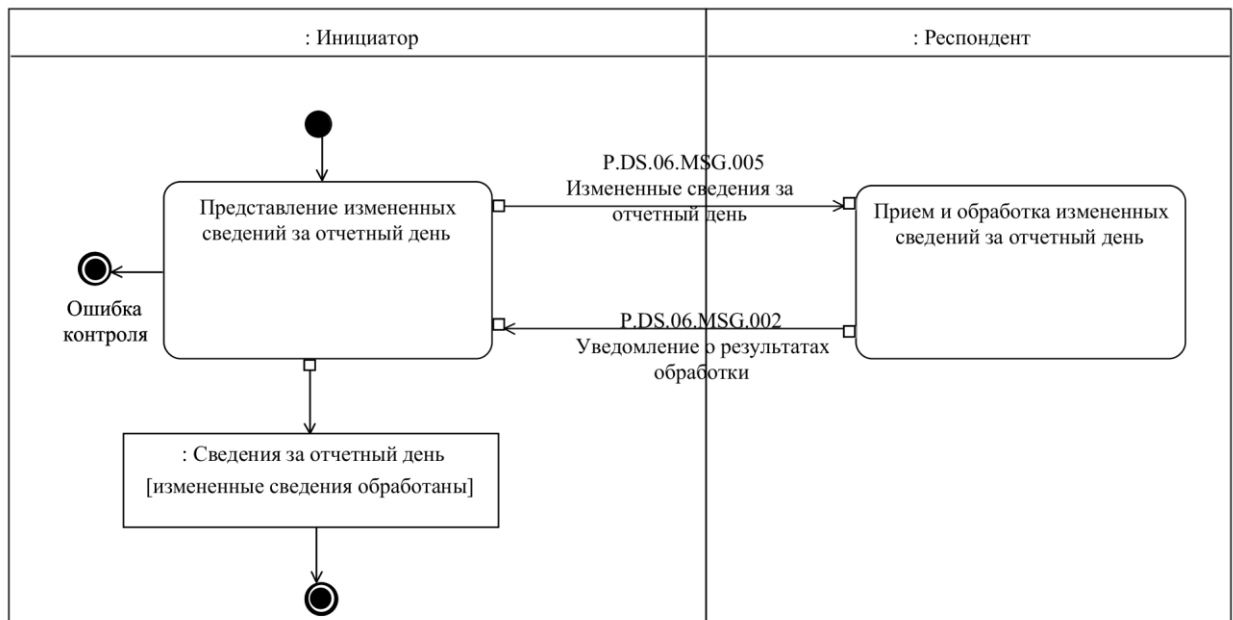 : Инициатор
: Респондент
P.DS.06.MSG.005
Измененные сведения за
отчетный день
Представление измененных
сведений за отчетный день
Прием и обработка измененных
сведений за отчетный день
Ошибка
контроля
P.DS.06.MSG.002
Уведомление о результатах
обработки
: Сведения за отчетный день
[измененные сведения обработаны]